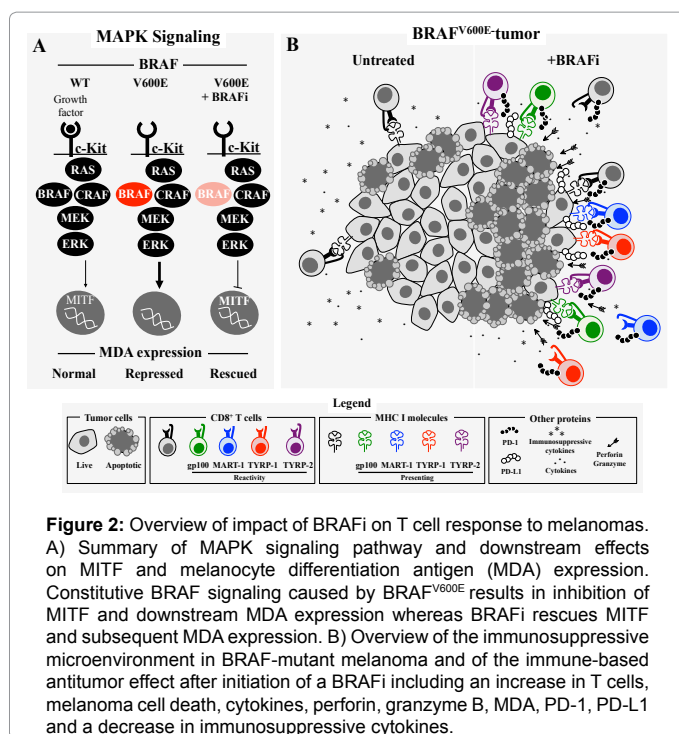 A
MAPK Signaling
BRAF
WT V600E V600E
+ BRAFi
Growth
factor
c-Kit c-Kit c-Kit
RAS RAS RAS
BRAF CRAF BRAF CRAF BRAF CRAF
MEK MEK MEK
ERK ERK ERK
MITF MITF
MDA expression
Normal Repressed Rescued
B
BRAFV600E-tumor
Untreated +BRAFi
Legend
Tumor cells
Live Apoptotic
CD8+ T cells
gp100 MART-1 TYRP-1 TYRP-2
Reactivity
MHC I molecules
gp100 MART-1 TYRP-1 TYRP-2
Presenting
Other proteins
PD-1
Immunosuppressive
cytokines
PD-L1
Cytokines
Perforin
Granzyme
Figure 2: Overview of impact of BRAFi on T cell response to melanomas.
A) Summary of MAPK signaling pathway and downstream effects
on MITF and melanocyte differentiation antigen (MDA) expression.
Constitutive BRAF signaling caused by BRAFV600E results in inhibition of
MITF and downstream MDA expression whereas BRAFi rescues MITF
and subsequent MDA expression. B) Overview of the immunosuppressive
microenvironment in BRAF-mutant melanoma and of the immune-based
antitumor effect after initiation of a BRAFi including an increase in T cells,
melanoma cell death, cytokines, perforin, granzyme B, MDA, PD-1, PD-L1
and a decrease in immunosuppressive cytokines.